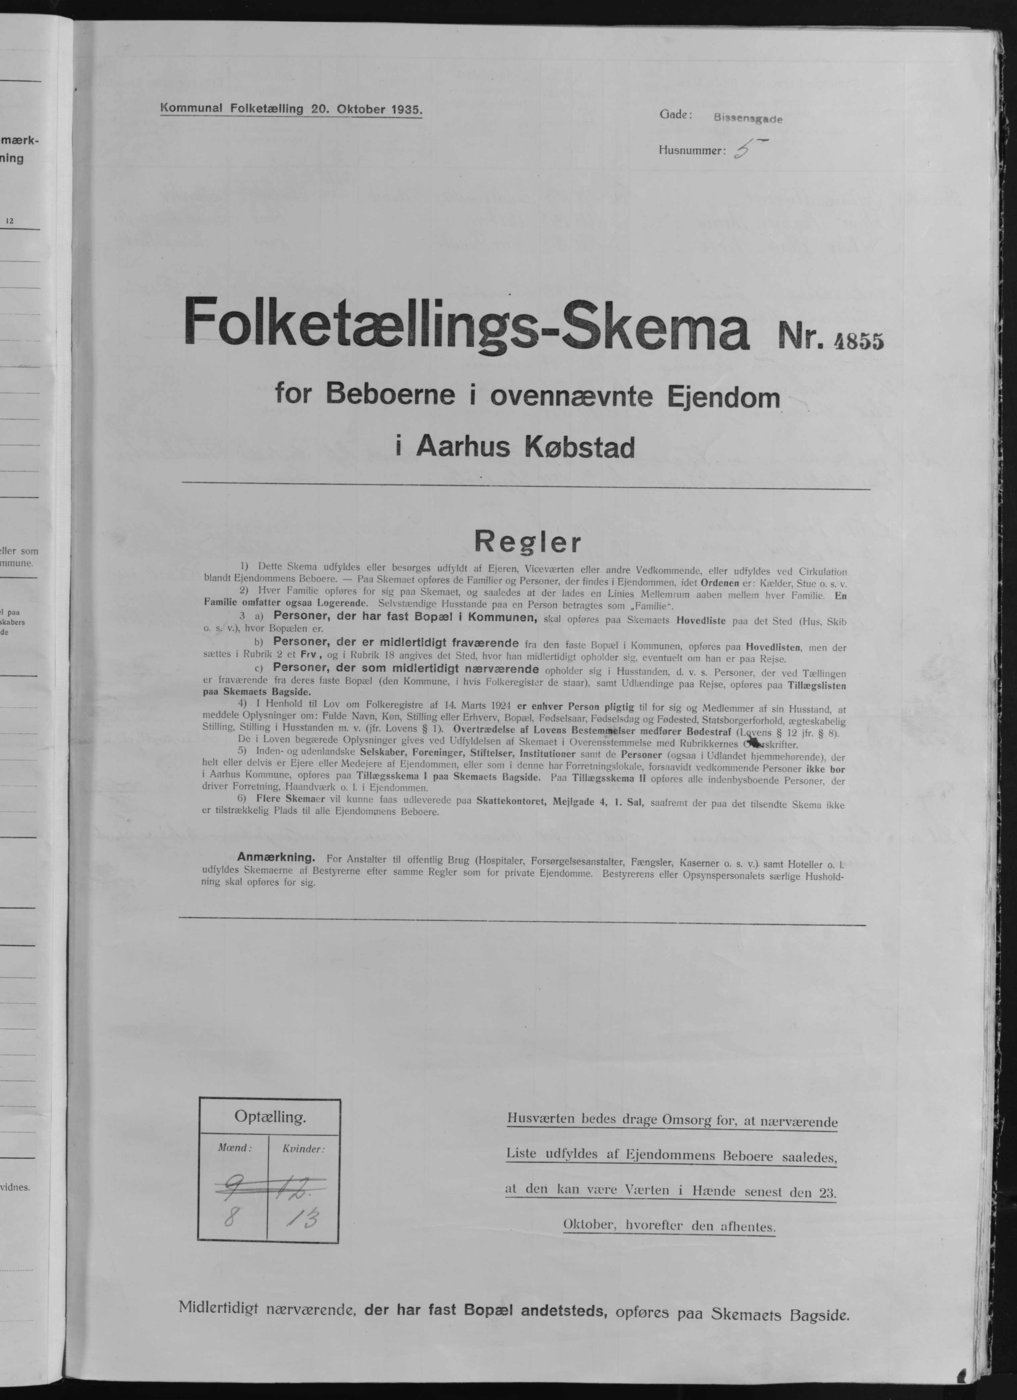 Kommunal Folketælling 20. Oktober 1935.
Gade: Bissensgade
Husnummer: 5
Folketællings-Skema Nr. 4855
for Beboerne i ovennævnte Ejendom
i Aarhus Købstad
Regler
1) Dette Skema udfyldes eller besørges udfyldt af Ejeren, Viceværten eller andre Vedkommende, eller udfyldes ved Cirkulation
blandt Ejendommens Beboere. — Paa Skemaet opføres de Familier og Personer, der findes i Ejendommen, idet Ordenen er: Kælder, Stue o. s. v.
2) Hver Familie opføres for sig paa Skemaet, og saaledes at der lades en Linies Mellemrum aaben mellem hver Familie. En
Familie omfatter ogsaa Logerende. Selvstændige Husstande paa en Person betragtes som „Familie“.
3 a) Personer, der har fast Bopæl i Kommunen, skal opføres paa Skemaets Hovedliste paa det Sted (Hus, Skib
o. s. v.), hvor Bopælen er.
b) Personer, der er midlertidigt fraværende fra den faste Bopæl i Kommunen, opføres paa Hovedlisten, men der
sættes i Rubrik 2 et Frv, og i Rubrik 18 angives det Sted, hvor han midlertidigt opholder sig, eventuelt om han er paa Rejse.
c) Personer, der som midlertidigt nærværende opholder sig i Husstanden, d. v. s. Personer, der ved Tællingen
er fraværende fra deres faste Bopæl (den Kommune, i hvis Folkeregister de staar), samt Udlændinge paa Rejse, opføres paa Tillægslisten
paa Skemaets Bagside.
4) I Henhold til Lov om Folkeregistre af 14. Marts 1924 er enhver Person pligtig til for sig og Medlemmer af sin Husstand, at
meddele Oplysninger om: Fulde Navn, Køn, Stilling eller Erhverv, Bopæl, Fødselsaar, Fødselsdag og Fødested, Statsborgerforhold, ægteskabelig
Stilling, Stilling i Husstanden m. v. (jfr. Lovens § 1). Overtrædelse af Lovens Bestemmelser medfører Bødestraf (Lovens § 12 jfr. § 8).
De i Loven begærede Oplysninger gives ved Udfyldelsen af Skemaet i Overensstemmelse med Rubrikkernes Overskrifter.
5) Inden- og udenlandske Selskaber, Foreninger, Stiftelser, Institutioner samt de Personer (ogsaa i Udlandet hjemmehørende), der
helt eller delvis er Ejere eller Medejere af Ejendommen, eller som i denne har Forretningslokale, forsaavidt vedkommende Personer ikke bor
i Aarhus Kommune, opføres paa Tillægsskema I paa Skemaets Bagside. Paa Tillægsskema II opføres alle indenbysboende Personer, der
driver Forretning, Haandværk o. l. i Ejendommen.
6) Flere Skemaer vil kunne faas udleverede paa Skattekontoret, Mejlgade 4, 1. Sal, saafremt der paa det tilsendte Skema ikke
er tilstrækkelig Plads til alle Ejendommens Beboere.
Anmærkning. For Anstalter til offentlig Brug (Hospitaler, Forsørgelsesanstalter, Fængsler, Kaserner o. s. v.) samt Hoteller o. l.
udfyldes Skemaerne af Bestyrerne efter samme Regler som for private Ejendomme. Bestyrerens eller Opsynspersonalets særlige Hushold-
ning skal opføres for sig.
Optælling.
Mænd: Kvinder:
9 12.
8 13
Husværten bedes drage Omsorg for, at nærværende
Liste udfyldes af Ejendommens Beboere saaledes,
at den kan være Værten i Hænde senest den 23.
Oktober, hvorefter den afhentes.
Midlertidigt nærværende, der har fast Bopæl andetsteds, opføres paa Skemaets Bagside.
mærk-
ning
12
eller som
mmune.
el paa
skabers
de
vidnes.